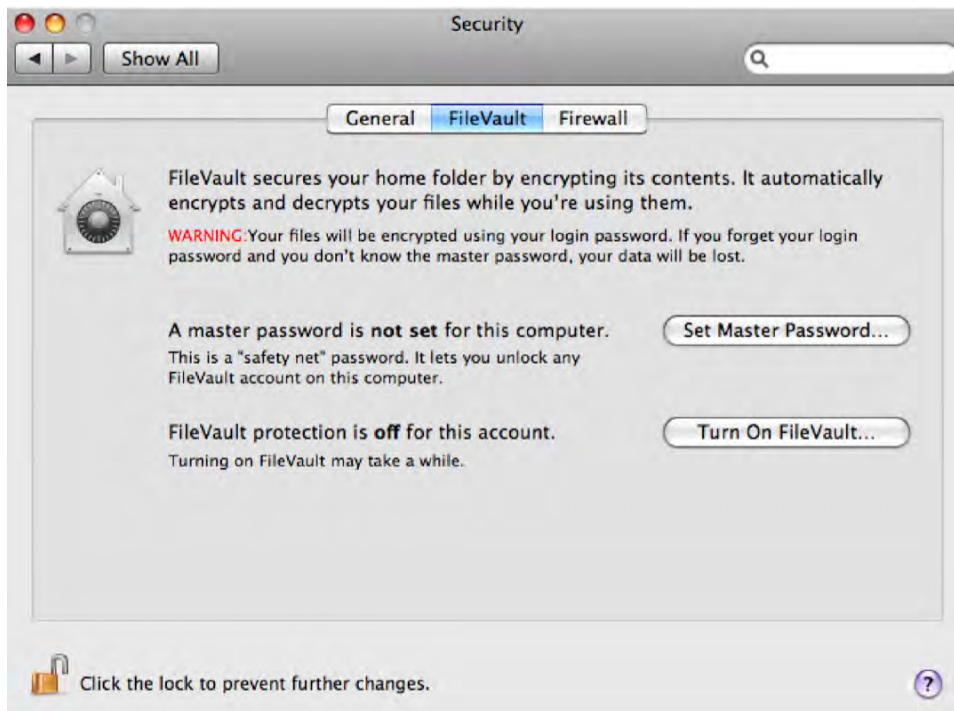 Security
Show All
General FileVault Firewall
FileVault secures your home folder by encrypting its contents. It automatically
encrypts and decrypts your files while you're using them.
WARNING:Your files will be encrypted using your login password. If you forget your login
password and you don't know the master password, your data will be lost.
A master password is not set for this computer.
Set Master Password...
This is a "safety net" password. It lets you unlock any
FileVault account on this computer.
FileVault protection is off for this account.
Turn On FileVault...
Turning on FileVault may take a while.
Click the lock to prevent further changes.
?